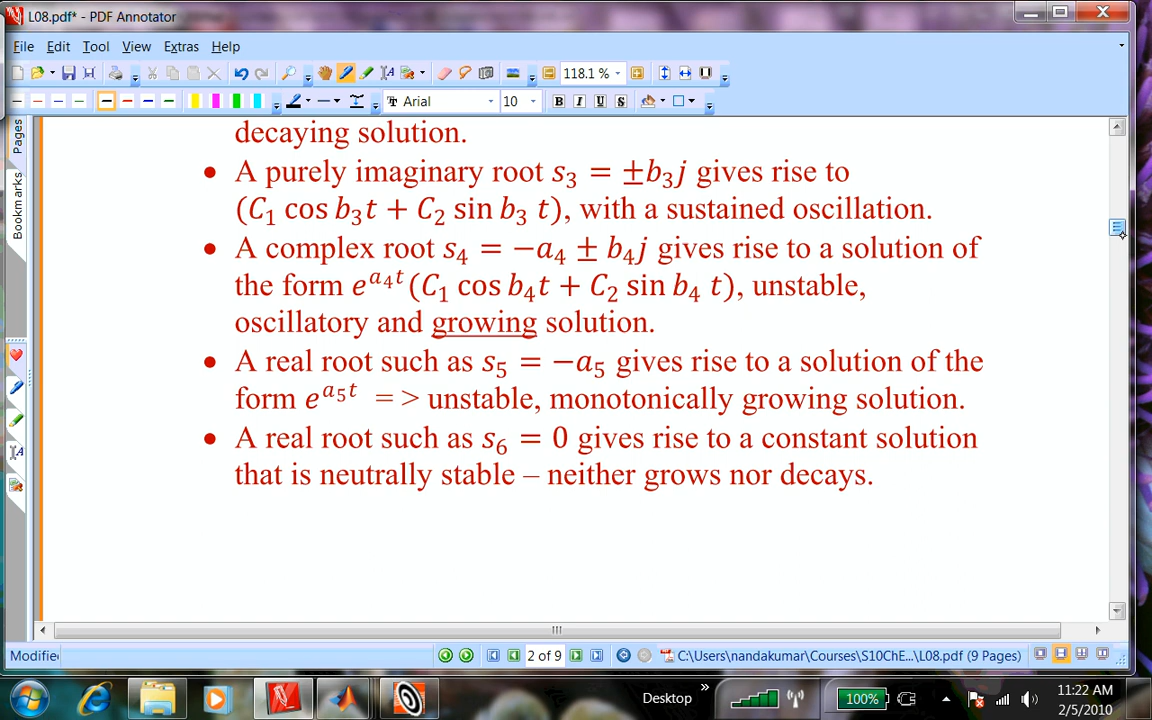 L08.pdf* - PDF Annotator
File Edit Tool View Extras Help
118.1 %
Arial 10 B I U S
Pages
Bookmarks
decaying solution.
• A purely imaginary root s₃ = ±b₃j gives rise to
(C₁ cos b₃t + C₂ sin b₃ t), with a sustained oscillation.
• A complex root s₄ = −a₄ ± b₄j gives rise to a solution of
the form e^{a₄t}(C₁ cos b₄t + C₂ sin b₄ t), unstable,
oscillatory and growing solution.
• A real root such as s₅ = −a₅ gives rise to a solution of the
form e^{a₅t} = > unstable, monotonically growing solution.
• A real root such as s₆ = 0 gives rise to a constant solution
that is neutrally stable – neither grows nor decays.
Modified 2 of 9 C:\Users\nandakumar\Courses\S10ChE...\L08.pdf (9 Pages)
Desktop » 100% 11:22 AM
2/5/2010